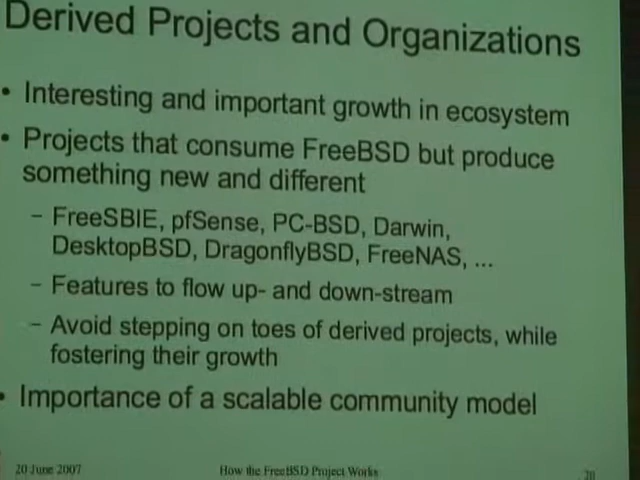 Derived Projects and Organizations
• Interesting and important growth in ecosystem
• Projects that consume FreeBSD but produce
something new and different
– FreeSBIE, pfSense, PC-BSD, Darwin,
DesktopBSD, DragonflyBSD, FreeNAS, ...
– Features to flow up- and down-stream
– Avoid stepping on toes of derived projects, while
fostering their growth
• Importance of a scalable community model
20 June 2007 How the FreeBSD Project Works